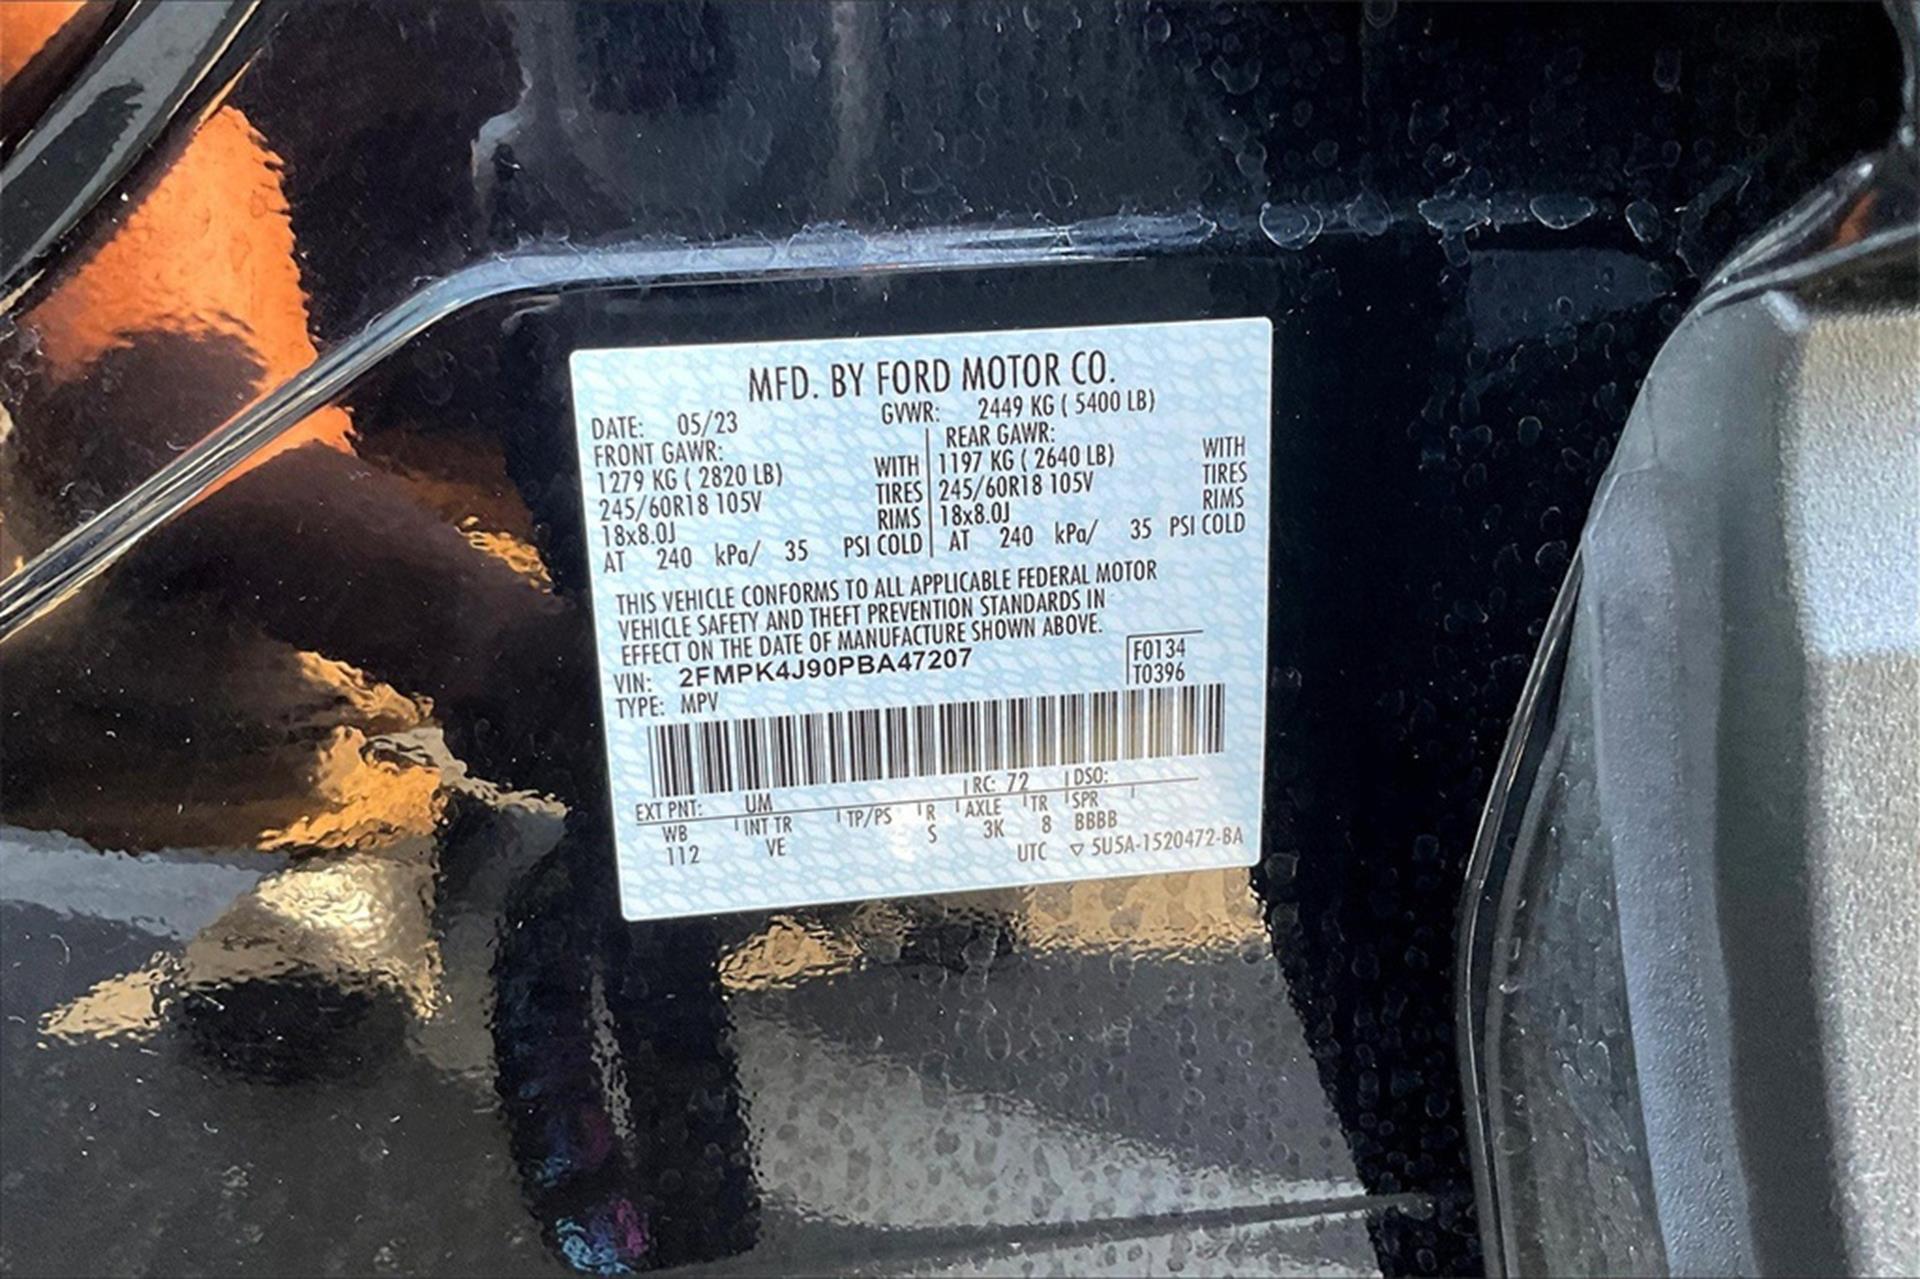 MFD. BY FORD MOTOR CO.
DATE: 05/23 GVWR: 2449 KG ( 5400 LB)
FRONT GAWR: REAR GAWR:
1279 KG ( 2820 LB) WITH 1197 KG ( 2640 LB) WITH
245/60R18 105V TIRES 245/60R18 105V TIRES
18x8.0J RIMS 18x8.0J RIMS
AT 240 kPa/ 35 PSI COLD AT 240 kPa/ 35 PSI COLD
THIS VEHICLE CONFORMS TO ALL APPLICABLE FEDERAL MOTOR
VEHICLE SAFETY AND THEFT PREVENTION STANDARDS IN
EFFECT ON THE DATE OF MANUFACTURE SHOWN ABOVE.
VIN: 2FMPK4J90PBA47207 F0134
TYPE: MPV T0396
EXT PNT: UM RC: 72 DSO:
WB INT TR TP/PS R AXLE TR SPR
112 VE S 3K 8 BBBB
UTC ▽ 5U5A-1520472-BA